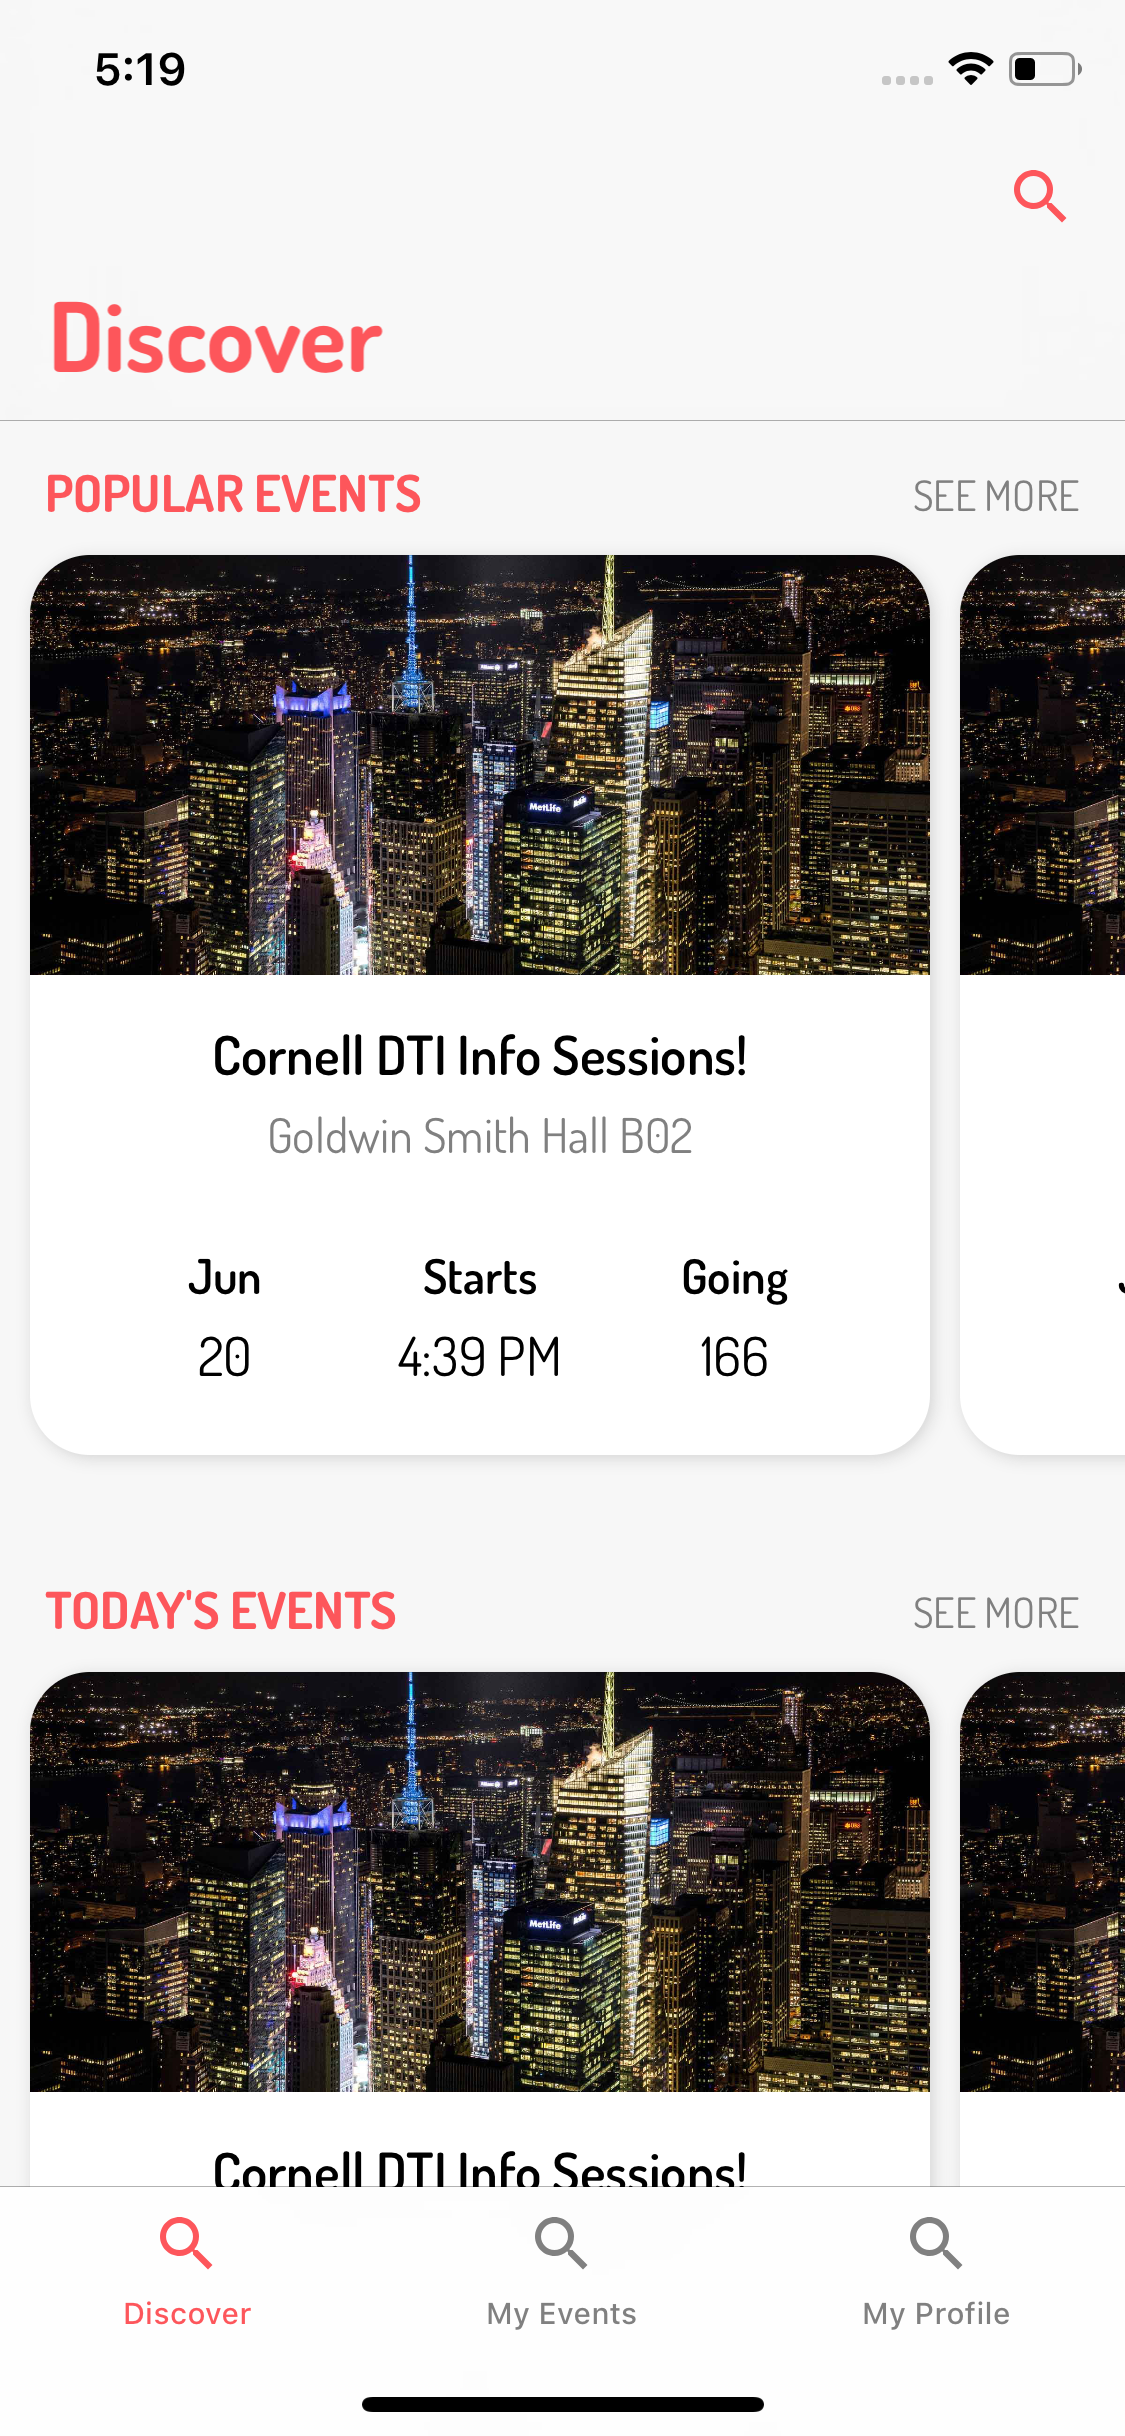 5:19
Discover
POPULAR EVENTS
SEE MORE
MetLife
Cornell DTI Info Sessions!
Goldwin Smith Hall B02
Jun
Starts
Going
20
4:39 PM
166
TODAY'S EVENTS
SEE MORE
MetLife
Cornell DTI Info Sessions!
Discover
My Events
My Profile